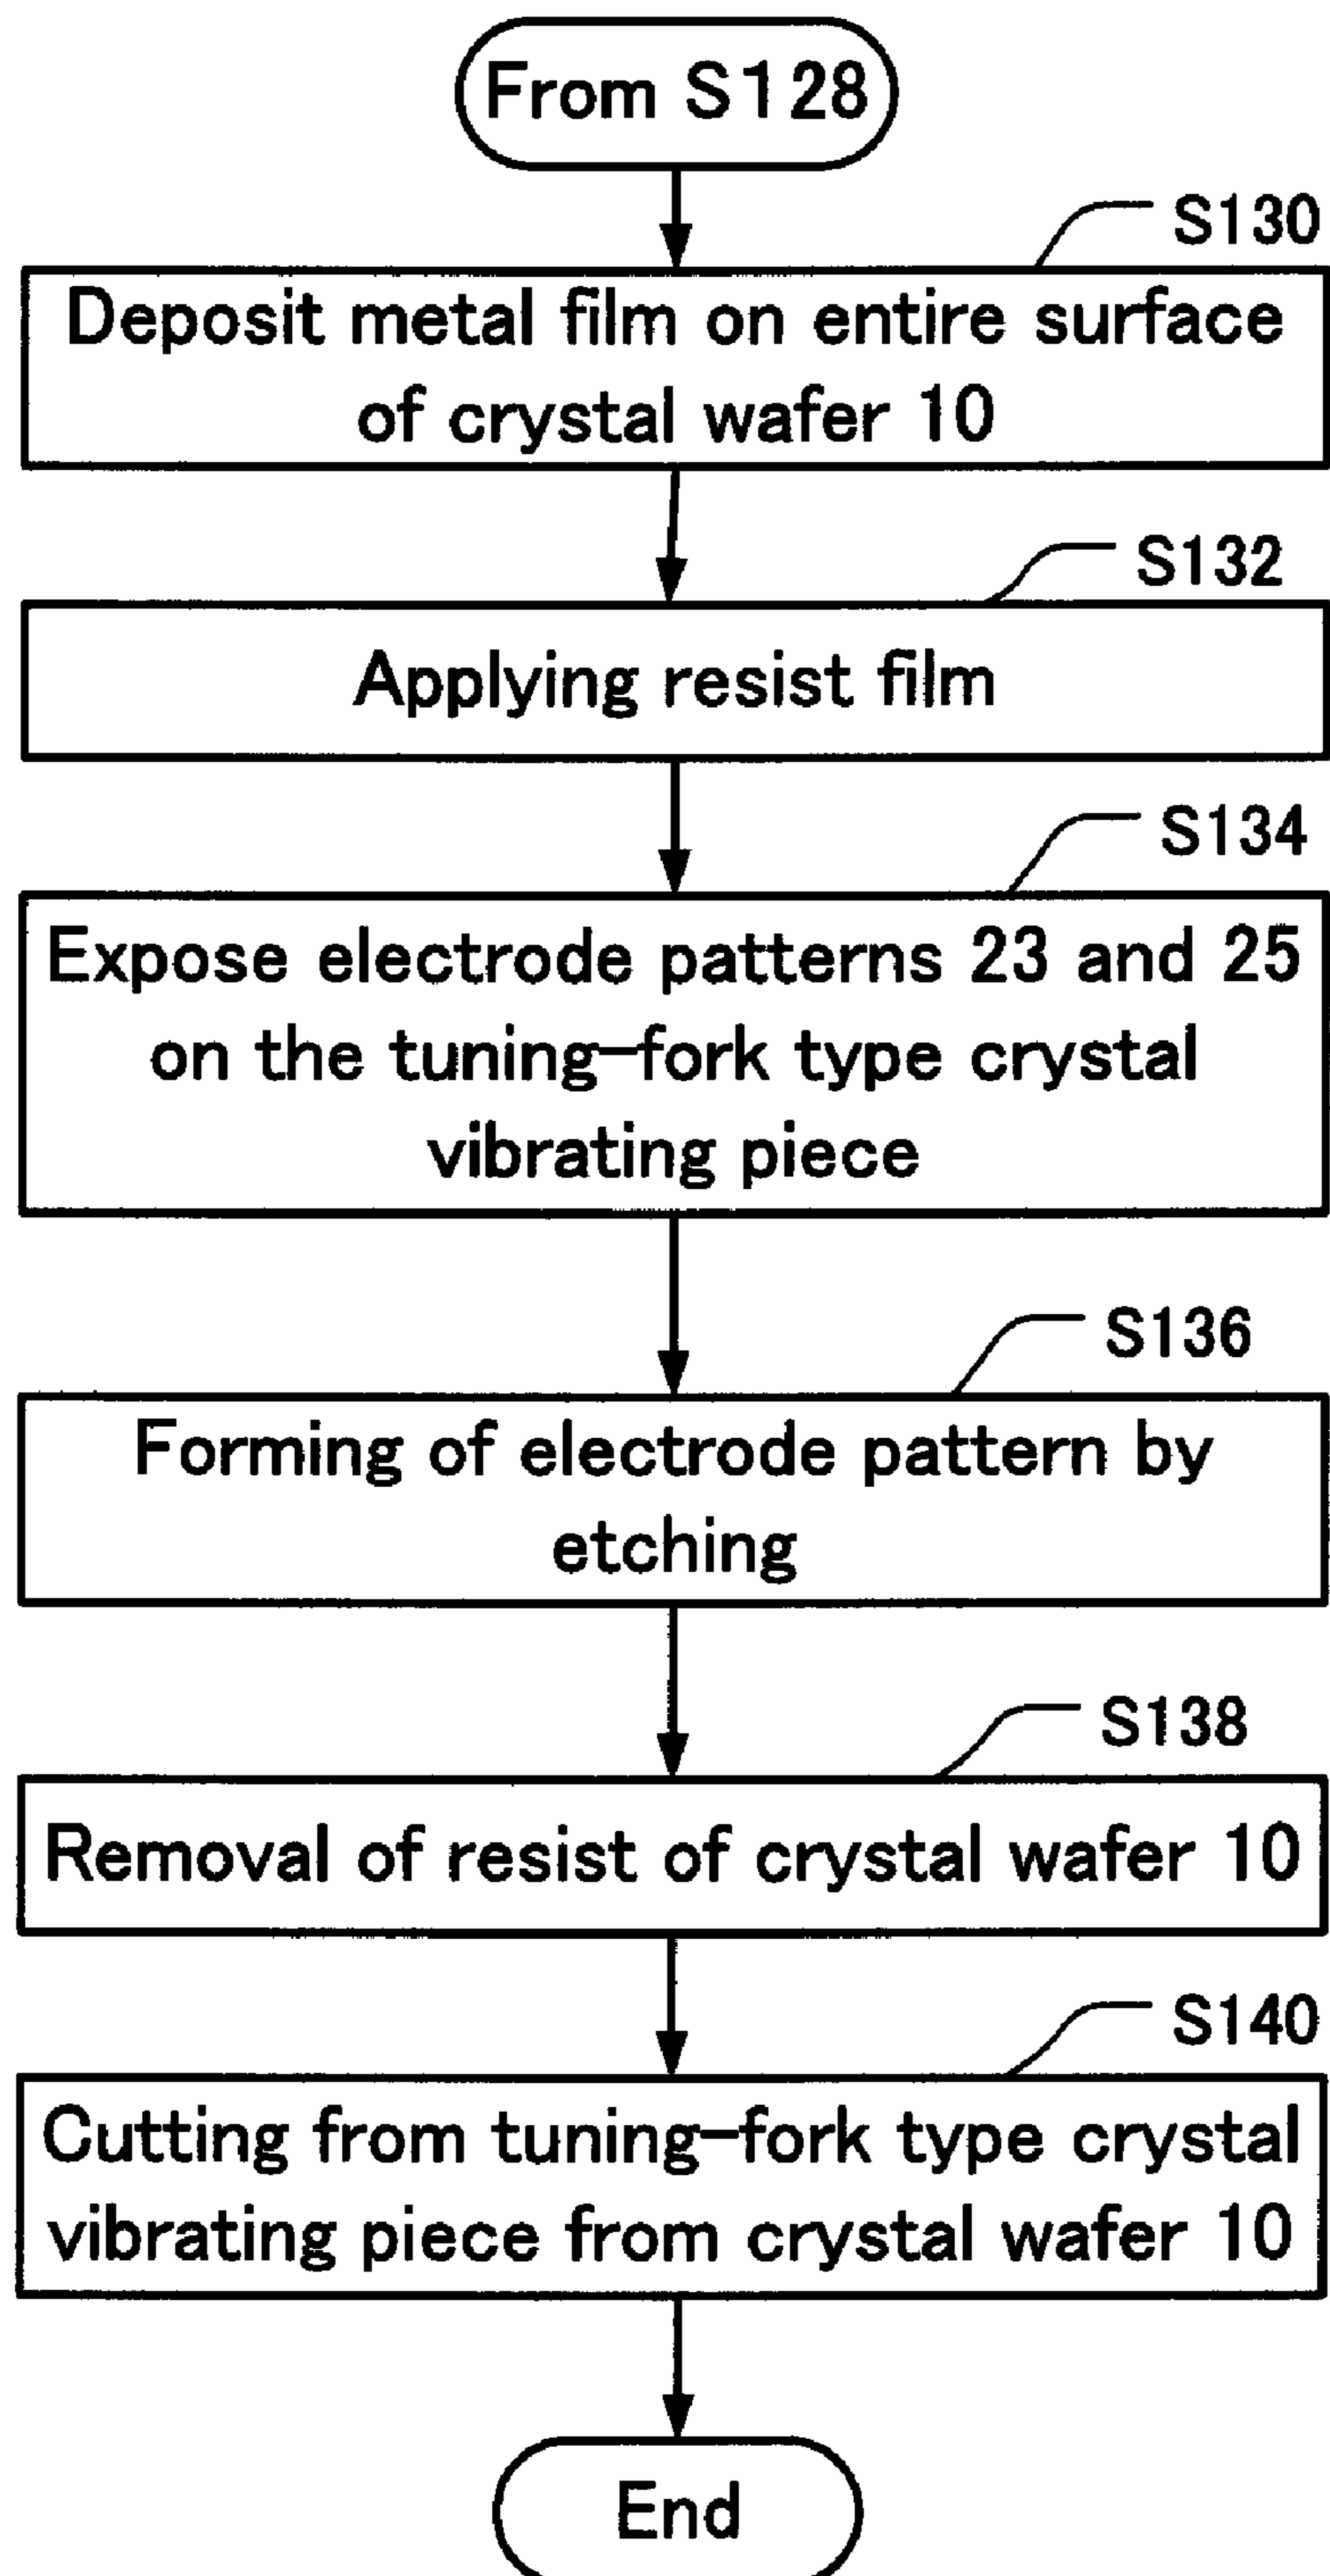 From S128
S130
Deposit metal film on entire surface
of crystal wafer 10
S132
Applying resist film
S134
Expose electrode patterns 23 and 25
on the tuning-fork type crystal
vibrating piece
S136
Forming of electrode pattern by
etching
S138
Removal of resist of crystal wafer 10
S140
Cutting from tuning-fork type crystal
vibrating piece from crystal wafer 10
End